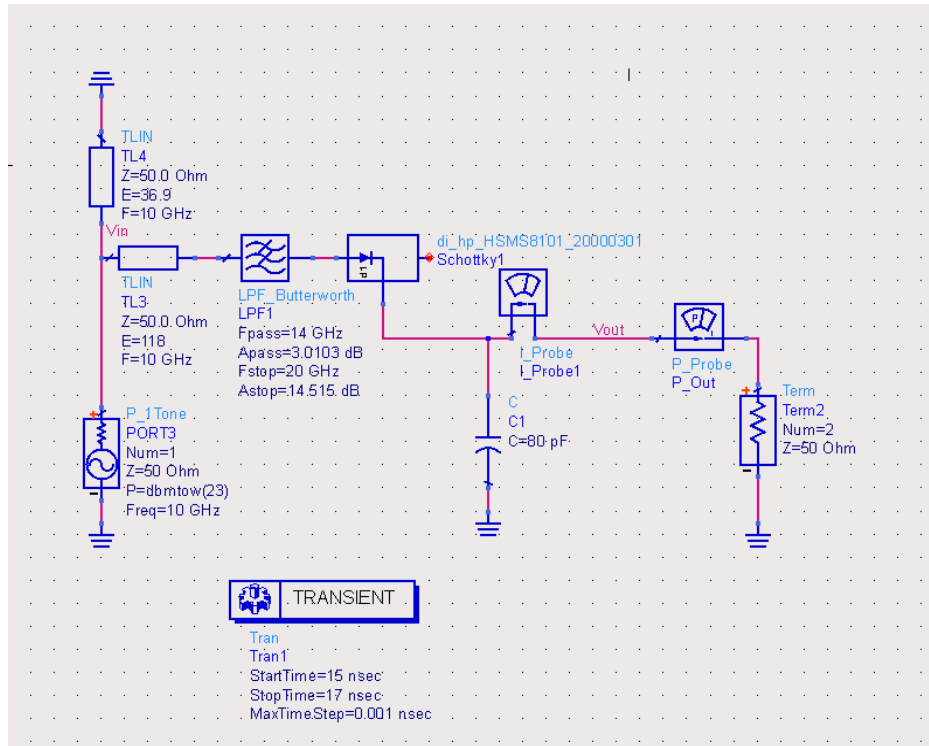 TLIN
TL4
Z=50.0 Ohm
E=36.9
F=10 GHz
Vin
TLIN
TL3
Z=50.0 Ohm
E=118
F=10 GHz
LPF_Butterworth
LPF1
Fpass=14 GHz
Apass=3.0103 dB
Fstop=20 GHz
Astop=14.515 dB
d1
di_hp_HSMS8101_20000301
Schottky1
I_Probe
I_Probe1
Vout
P
P_Probe
P_Out
C
C1
C=80 pF
Term
Term2
Num=2
Z=50 Ohm
P_1Tone
PORT3
Num=1
Z=50 Ohm
P=dbmtow(23)
Freq=10 GHz
TRANSIENT
Tran
Tran1
StartTime=15 nsec
StopTime=17 nsec
MaxTimeStep=0.001 nsec